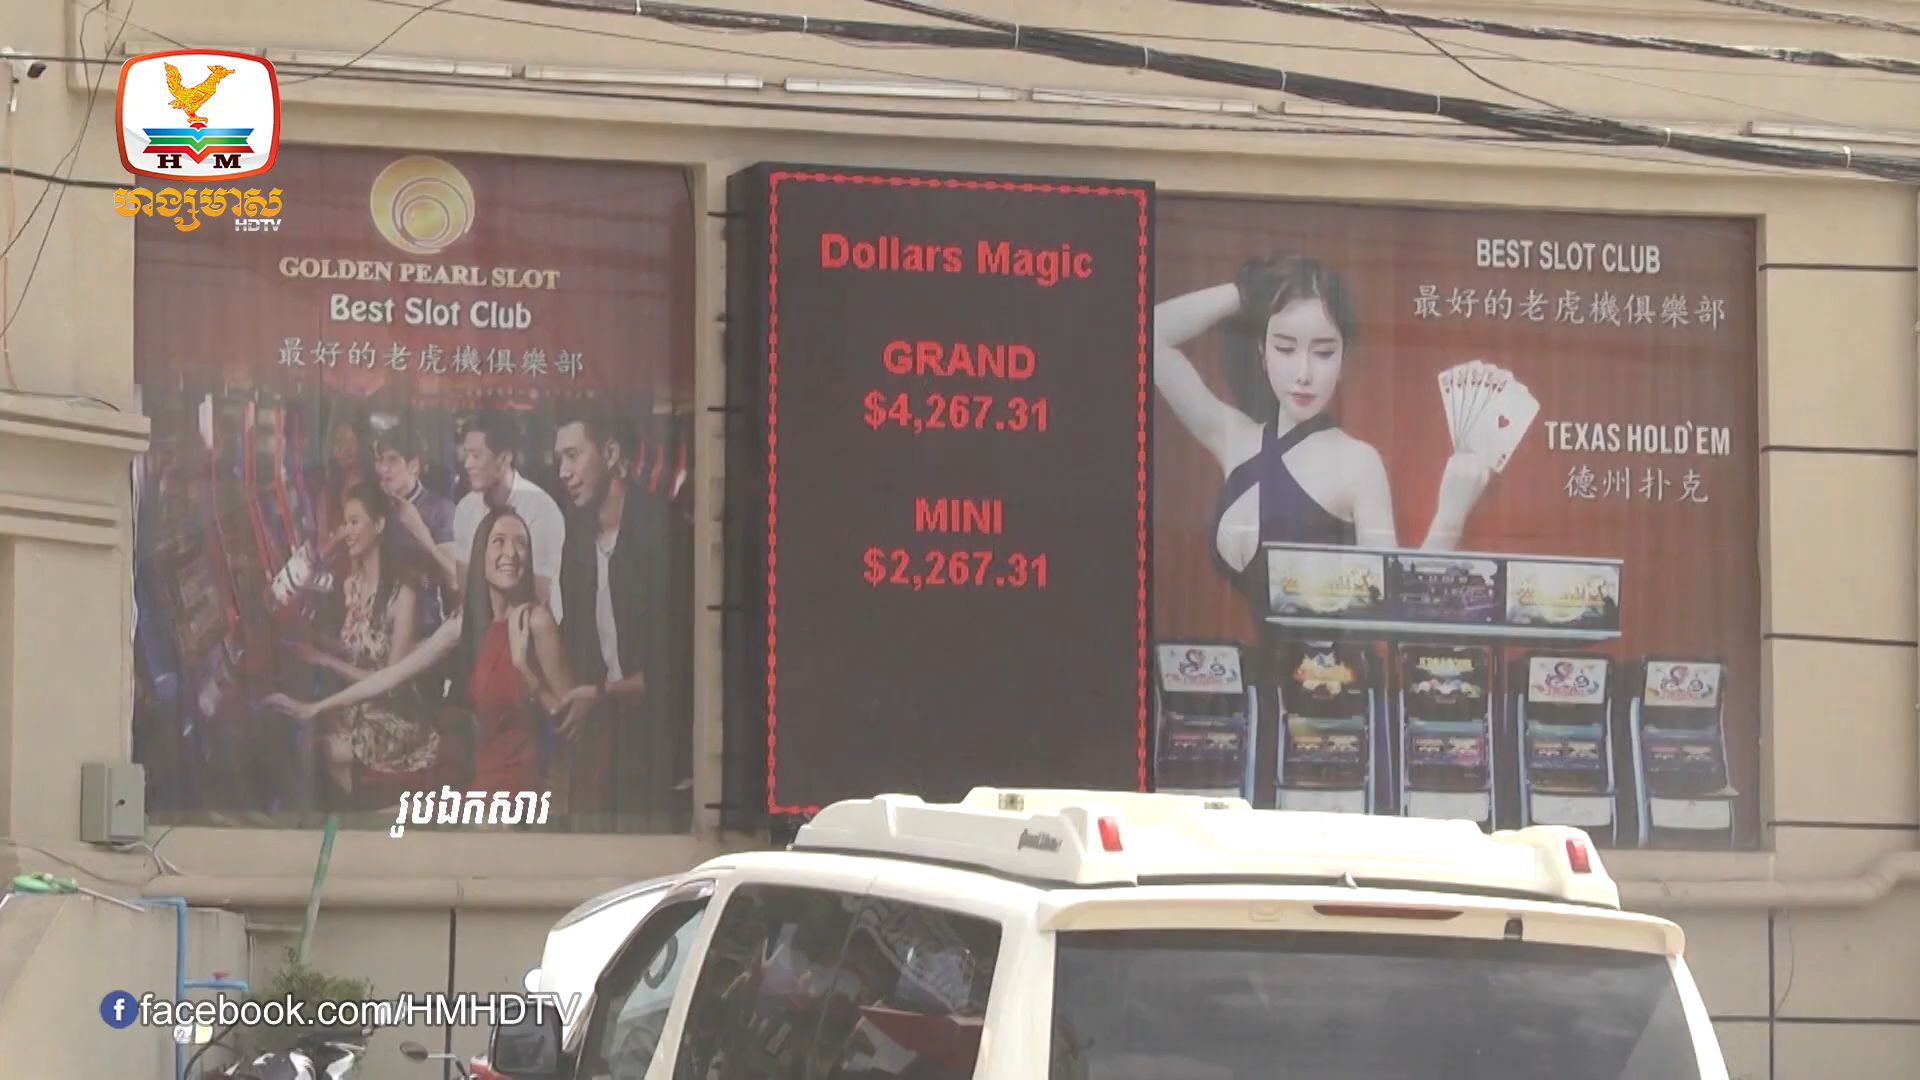 H M
ហង្សមាស
HDTV
GOLDEN PEARL SLOT
Best Slot Club
最好的老虎機俱樂部
Dollars Magic
GRAND
$4,267.31
MINI
$2,267.31
BEST SLOT CLUB
最好的老虎機俱樂部
TEXAS HOLD'EM
德州扑克
រូបឯកសារ
facebook.com/HMHDTV